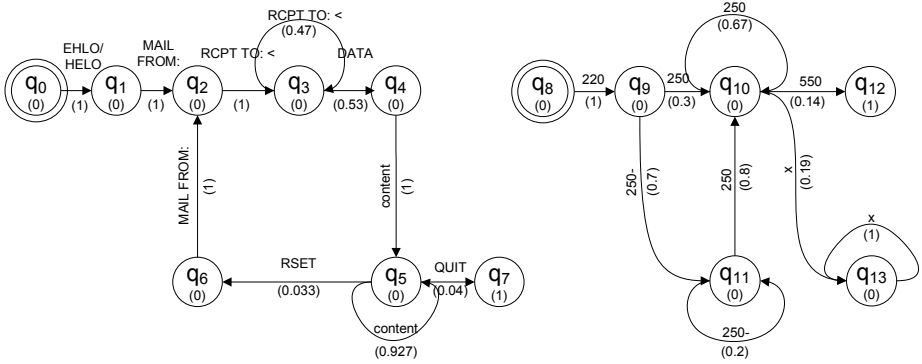 RCPT TO: <
(0.47)
EHLO/
HELO
(1)
MAIL
FROM:
(1)
RCPT TO: <
(1)
DATA
(0.53)
q0
(0)
q1
(0)
q2
(0)
q3
(0)
q4
(0)
MAIL FROM:
(1)
content
(1)
q6
(0)
RSET
(0.033)
q5
(0)
QUIT
(0.04)
q7
(1)
content
(0.927)
250
(0.67)
q8
(0)
220
(1)
q9
(0)
250
(0.3)
q10
(0)
550
(0.14)
q12
(1)
250-
(0.7)
250
(0.8)
x
(0.19)
x
(1)
q11
(0)
q13
(0)
250-
(0.2)